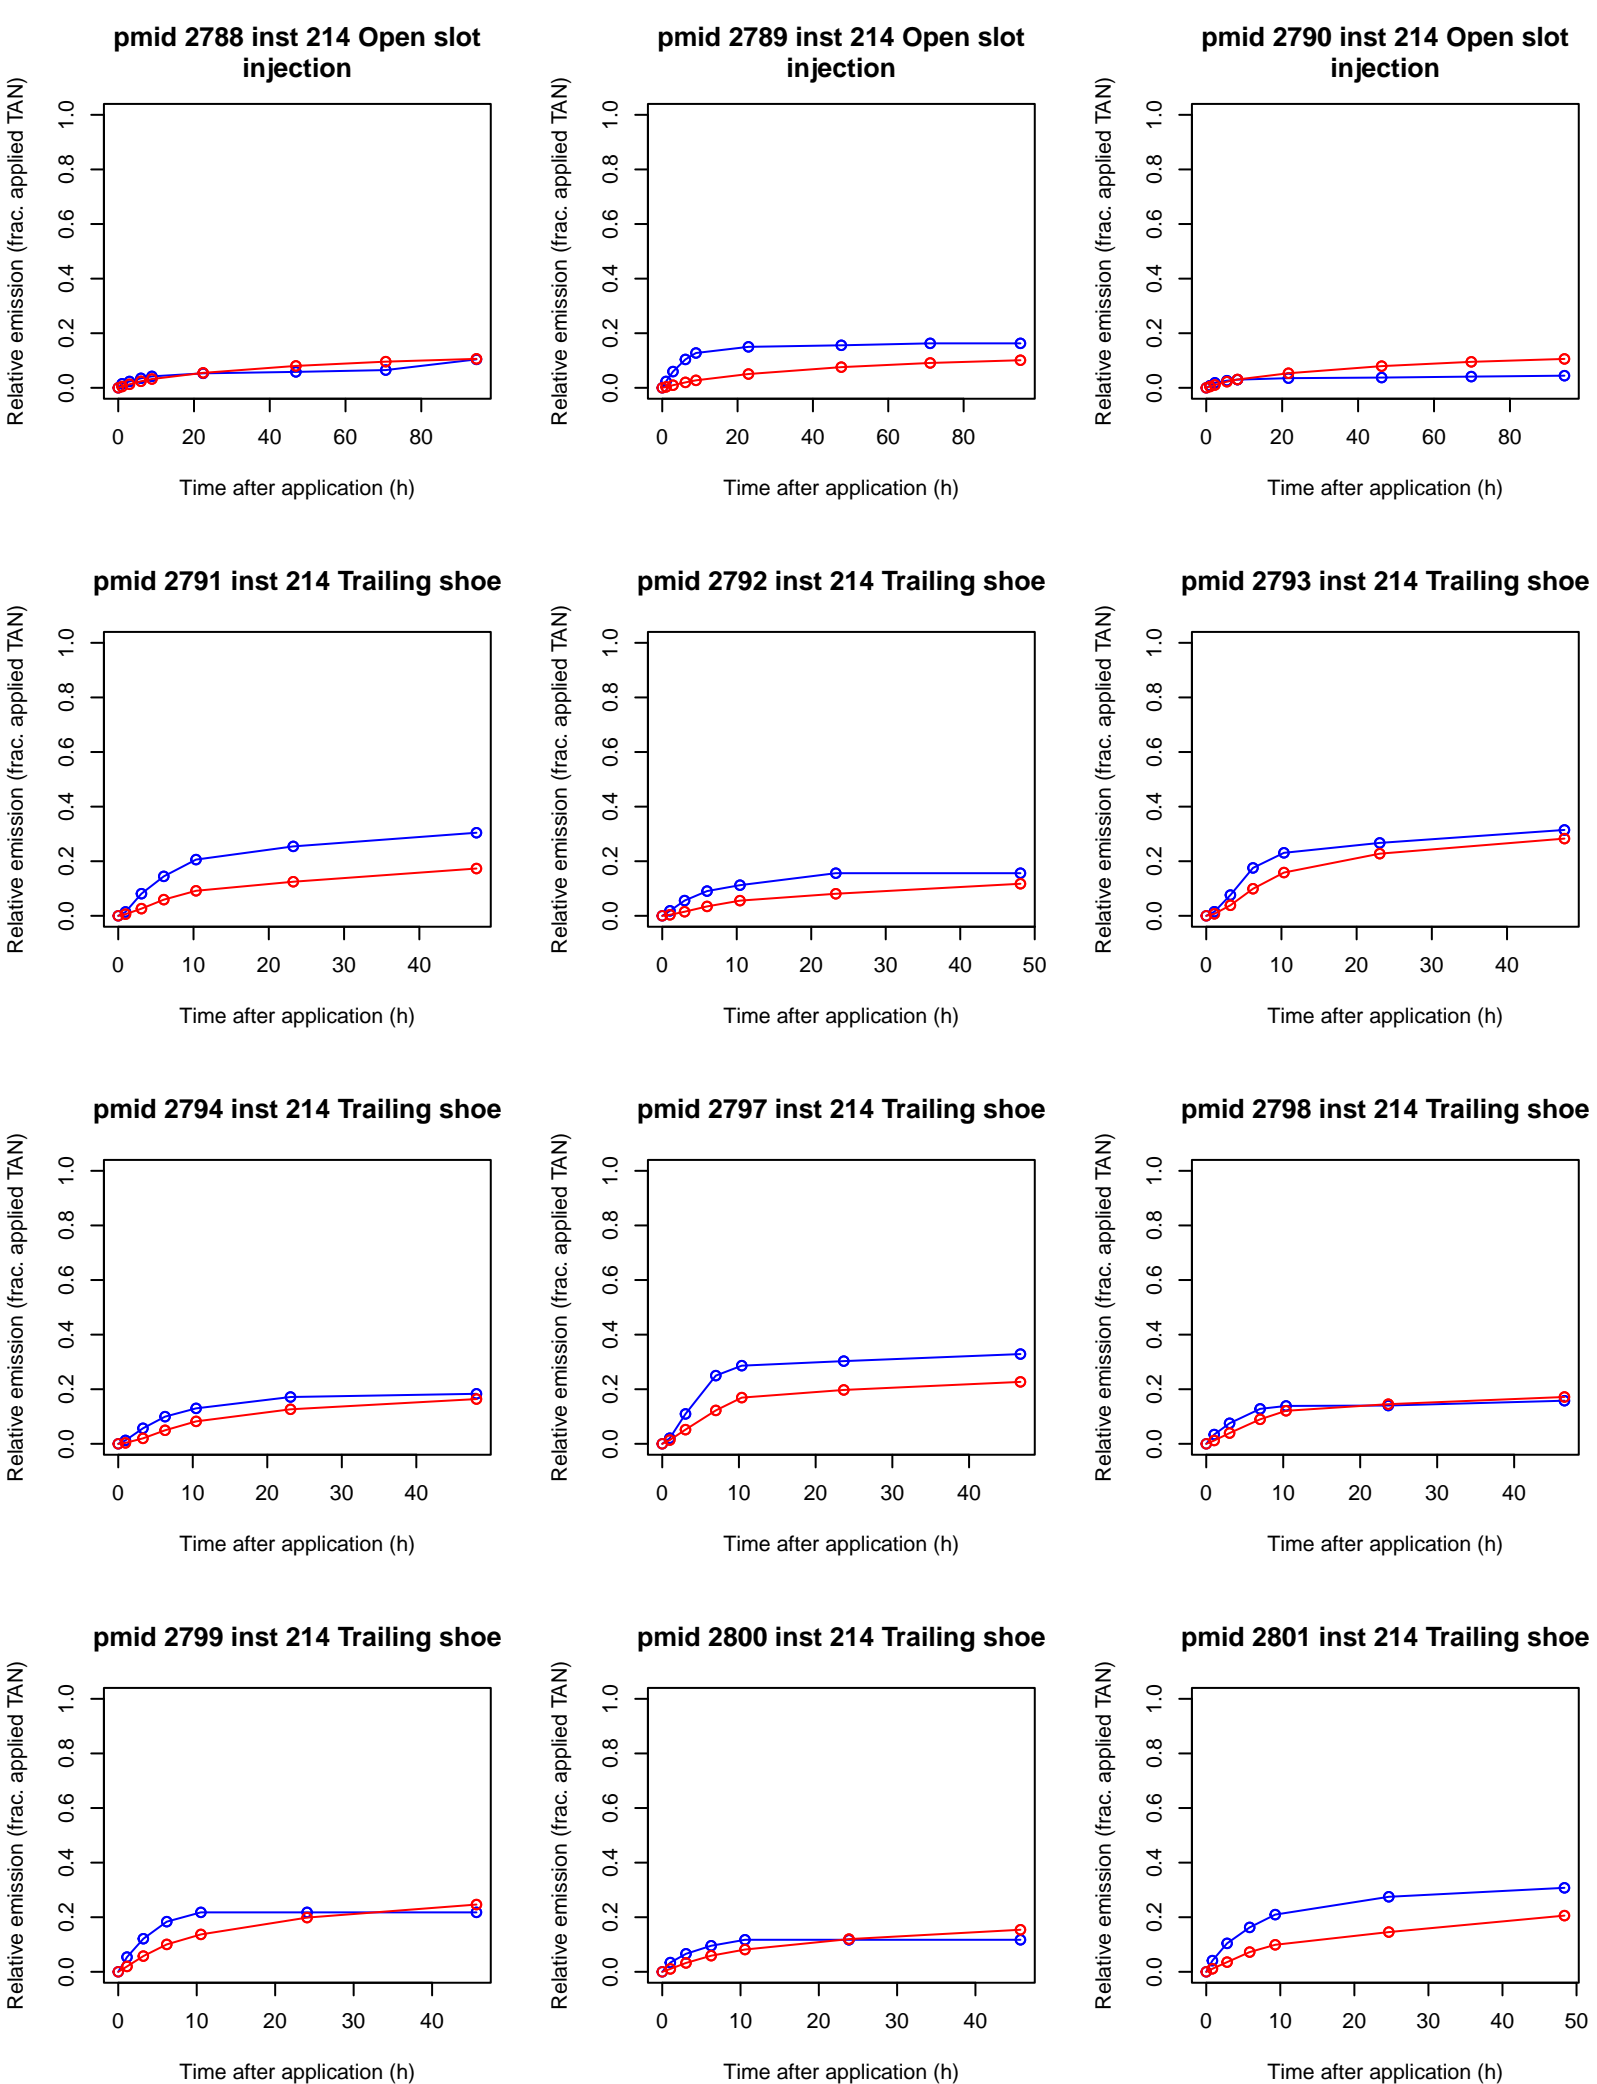 pmid 2788 inst 214 Open slot
injection
Relative emission (frac. applied TAN)
1.0
0.8
0.6
0.4
0.2
0.0
0 20 40 60 80
Time after application (h)
pmid 2789 inst 214 Open slot
injection
Relative emission (frac. applied TAN)
1.0
0.8
0.6
0.4
0.2
0.0
0 20 40 60 80
Time after application (h)
pmid 2790 inst 214 Open slot
injection
Relative emission (frac. applied TAN)
1.0
0.8
0.6
0.4
0.2
0.0
0 20 40 60 80
Time after application (h)
pmid 2791 inst 214 Trailing shoe
Relative emission (frac. applied TAN)
1.0
0.8
0.6
0.4
0.2
0.0
0 10 20 30 40
Time after application (h)
pmid 2792 inst 214 Trailing shoe
Relative emission (frac. applied TAN)
1.0
0.8
0.6
0.4
0.2
0.0
0 10 20 30 40 50
Time after application (h)
pmid 2793 inst 214 Trailing shoe
Relative emission (frac. applied TAN)
1.0
0.8
0.6
0.4
0.2
0.0
0 10 20 30 40
Time after application (h)
pmid 2794 inst 214 Trailing shoe
Relative emission (frac. applied TAN)
1.0
0.8
0.6
0.4
0.2
0.0
0 10 20 30 40
Time after application (h)
pmid 2797 inst 214 Trailing shoe
Relative emission (frac. applied TAN)
1.0
0.8
0.6
0.4
0.2
0.0
0 10 20 30 40
Time after application (h)
pmid 2798 inst 214 Trailing shoe
Relative emission (frac. applied TAN)
1.0
0.8
0.6
0.4
0.2
0.0
0 10 20 30 40
Time after application (h)
pmid 2799 inst 214 Trailing shoe
Relative emission (frac. applied TAN)
1.0
0.8
0.6
0.4
0.2
0.0
0 10 20 30 40
Time after application (h)
pmid 2800 inst 214 Trailing shoe
Relative emission (frac. applied TAN)
1.0
0.8
0.6
0.4
0.2
0.0
0 10 20 30 40
Time after application (h)
pmid 2801 inst 214 Trailing shoe
Relative emission (frac. applied TAN)
1.0
0.8
0.6
0.4
0.2
0.0
0 10 20 30 40 50
Time after application (h)